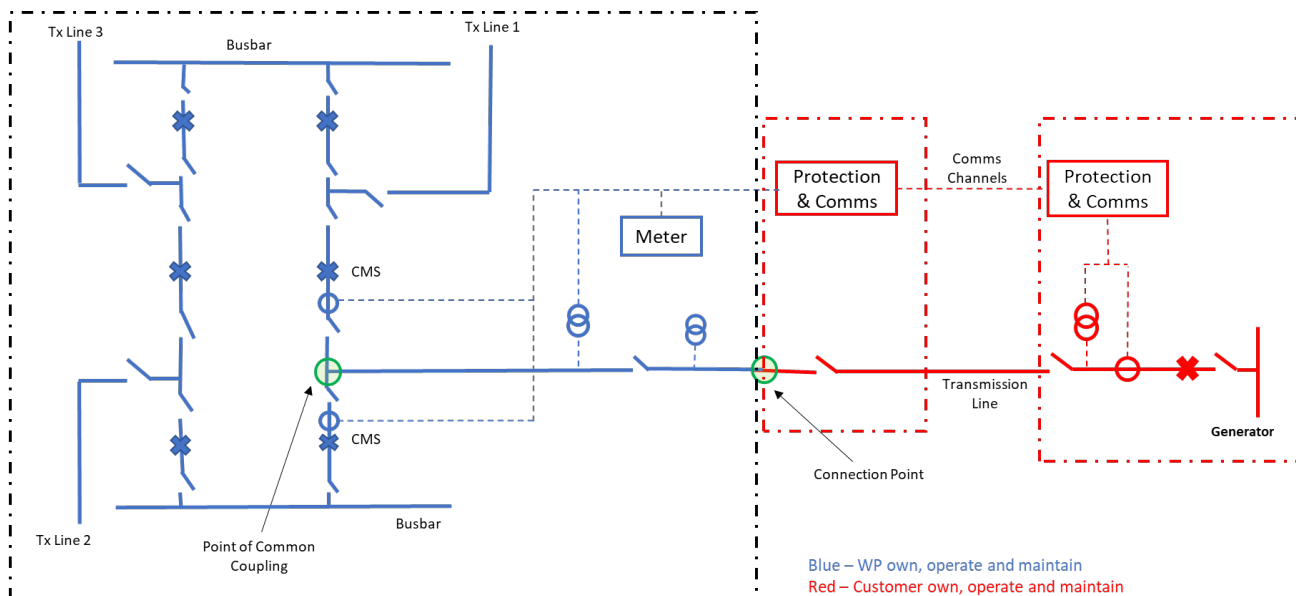 Tx Line 3
Busbar
Tx Line 1
Protection
& Comms
Comms
Channels
Protection
& Comms
Meter
CMS
CMS
Transmission
Line
Generator
Connection Point
Busbar
Tx Line 2
Point of Common
Coupling
Blue – WP own, operate and maintain
Red – Customer own, operate and maintain